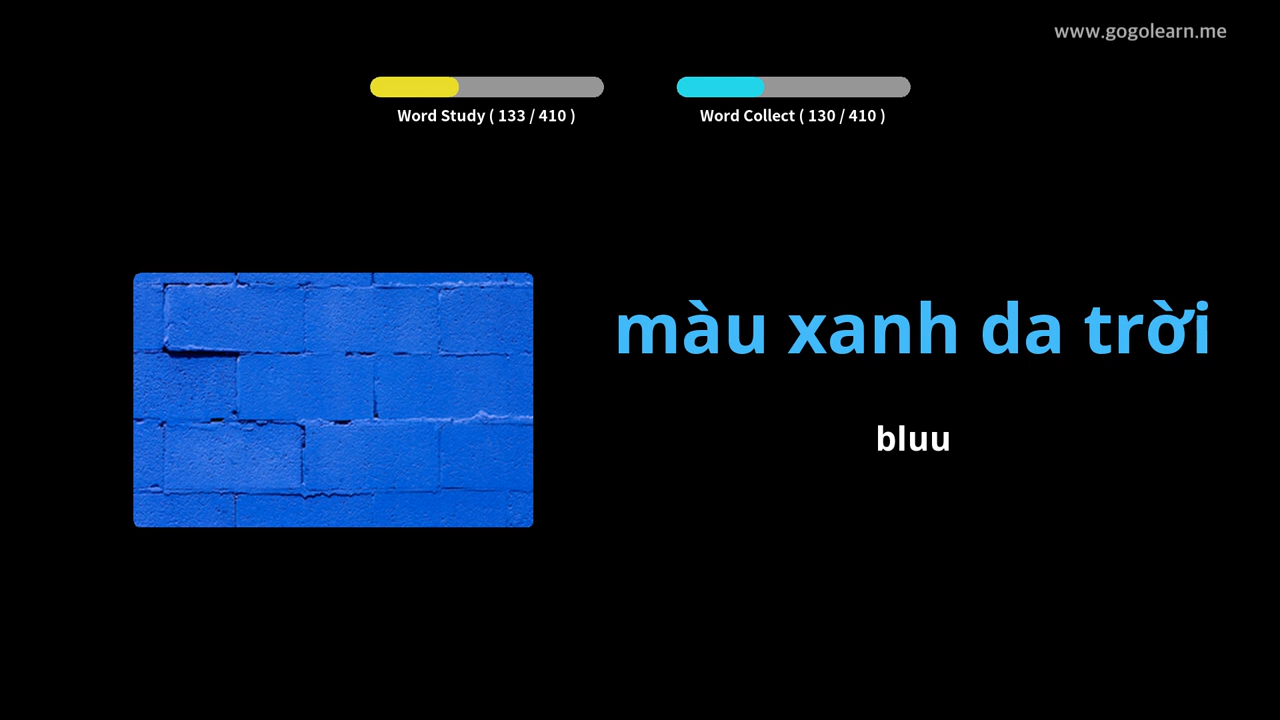 www.gogolearn.me
Word Study ( 133 / 410 )
Word Collect ( 130 / 410 )
màu xanh da trời
bluu